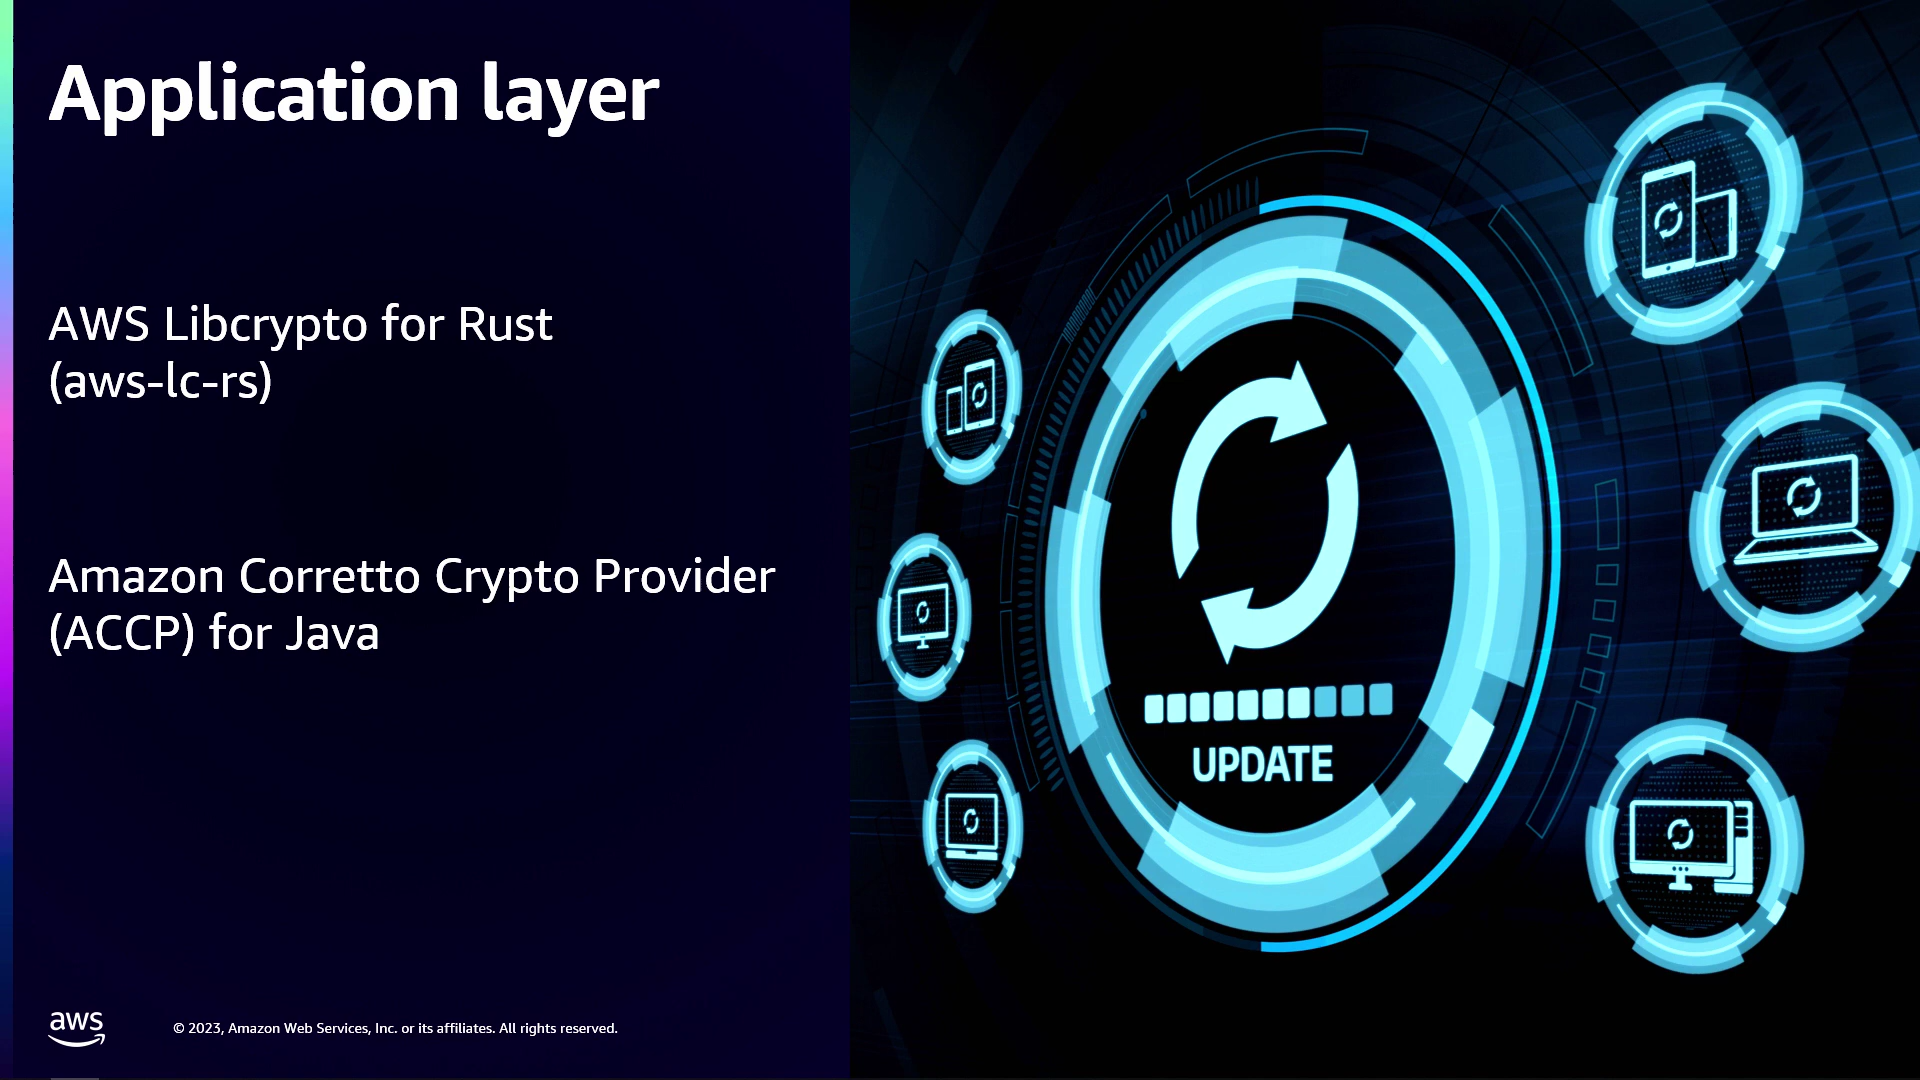 Application layer
AWS Libcrypto for Rust
(aws-lc-rs)
Amazon Corretto Crypto Provider
(ACCP) for Java
UPDATE
aws
© 2023, Amazon Web Services, Inc. or its affiliates. All rights reserved.